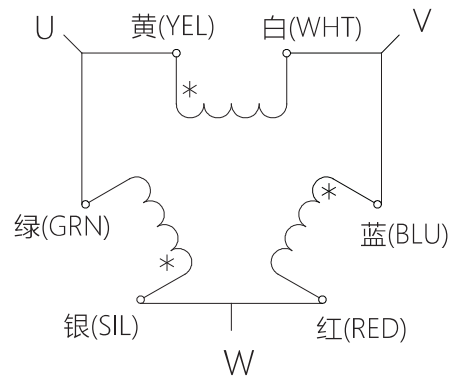 U
黄(YEL)
白(WHT)
V
*
绿(GRN)
*
*
蓝(BLU)
银(SIL)
红(RED)
W